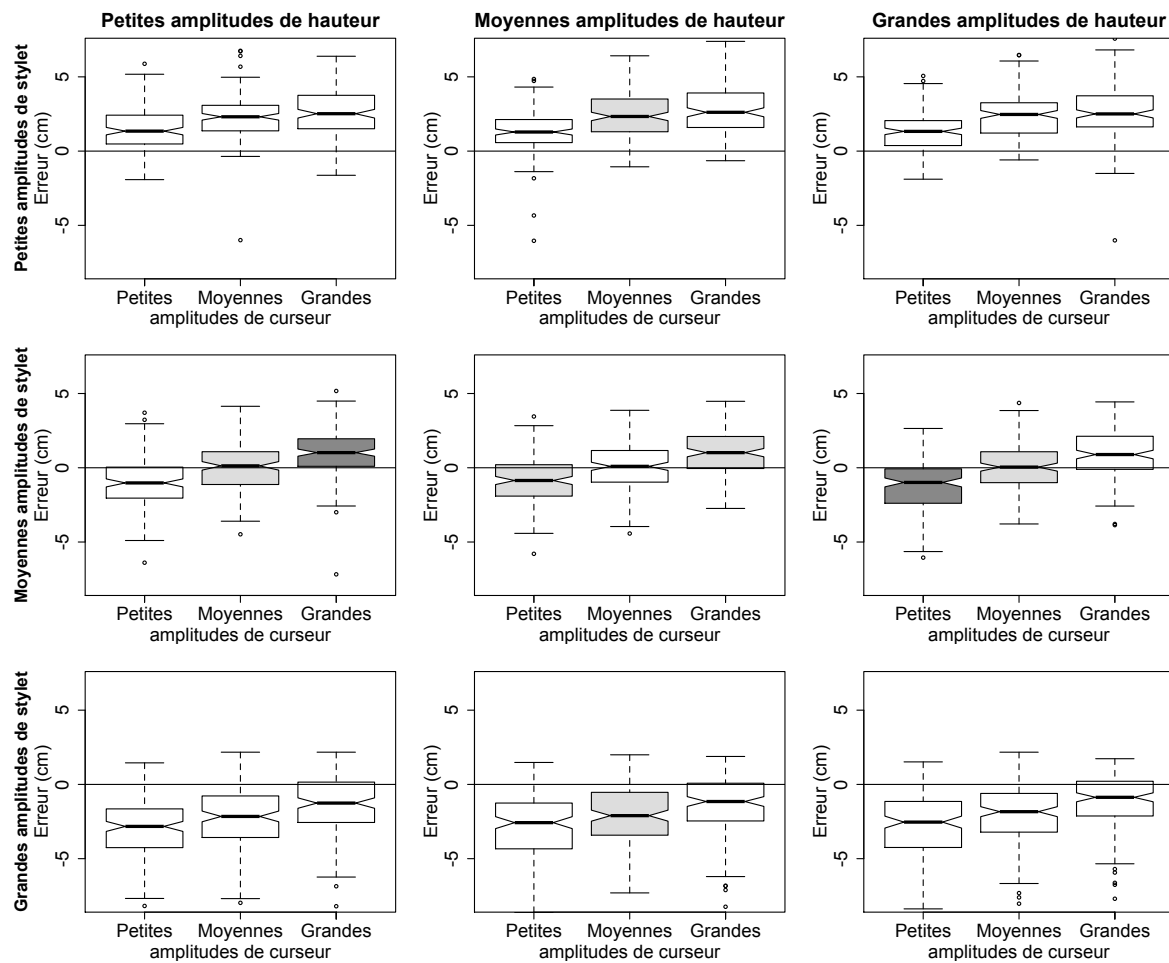 Petites amplitudes de hauteur
Moyennes amplitudes de hauteur
Grandes amplitudes de hauteur
Petites amplitudes de stylet
Erreur (cm)
5
0
-5
Petites Moyennes Grandes
amplitudes de curseur
Erreur (cm)
5
0
-5
Petites Moyennes Grandes
amplitudes de curseur
Erreur (cm)
5
0
-5
Petites Moyennes Grandes
amplitudes de curseur
Moyennes amplitudes de stylet
Erreur (cm)
5
0
-5
Petites Moyennes Grandes
amplitudes de curseur
Erreur (cm)
5
0
-5
Petites Moyennes Grandes
amplitudes de curseur
Erreur (cm)
5
0
-5
Petites Moyennes Grandes
amplitudes de curseur
Grandes amplitudes de stylet
Erreur (cm)
5
0
-5
Petites Moyennes Grandes
amplitudes de curseur
Erreur (cm)
5
0
-5
Petites Moyennes Grandes
amplitudes de curseur
Erreur (cm)
5
0
-5
Petites Moyennes Grandes
amplitudes de curseur